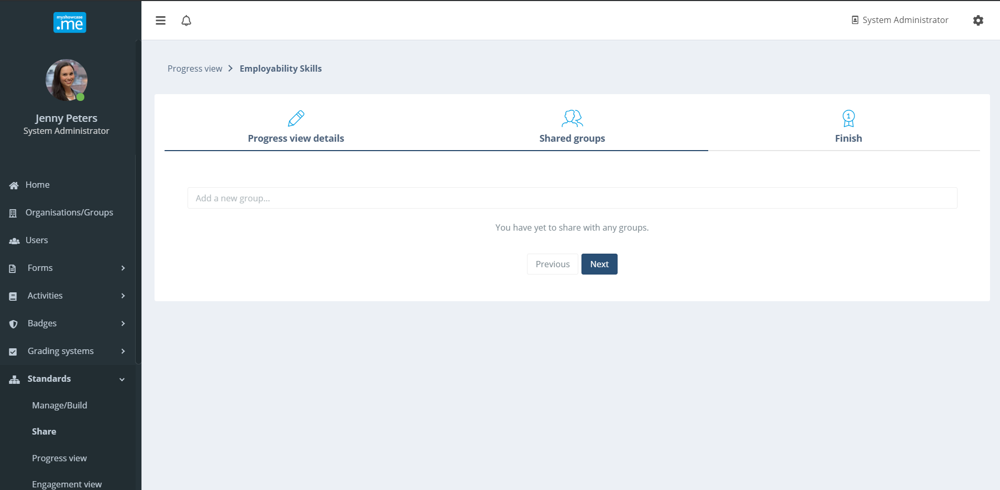 myshowcase
.me
System Administrator
Jenny Peters
System Administrator
Home
Organisations/Groups
Users
Forms
Activities
Badges
Grading systems
Standards
Manage/Build
Share
Progress view
Engagement view
Progress view > Employability Skills
Progress view details
Shared groups
1
Finish
Add a new group...
You have yet to share with any groups.
Previous
Next